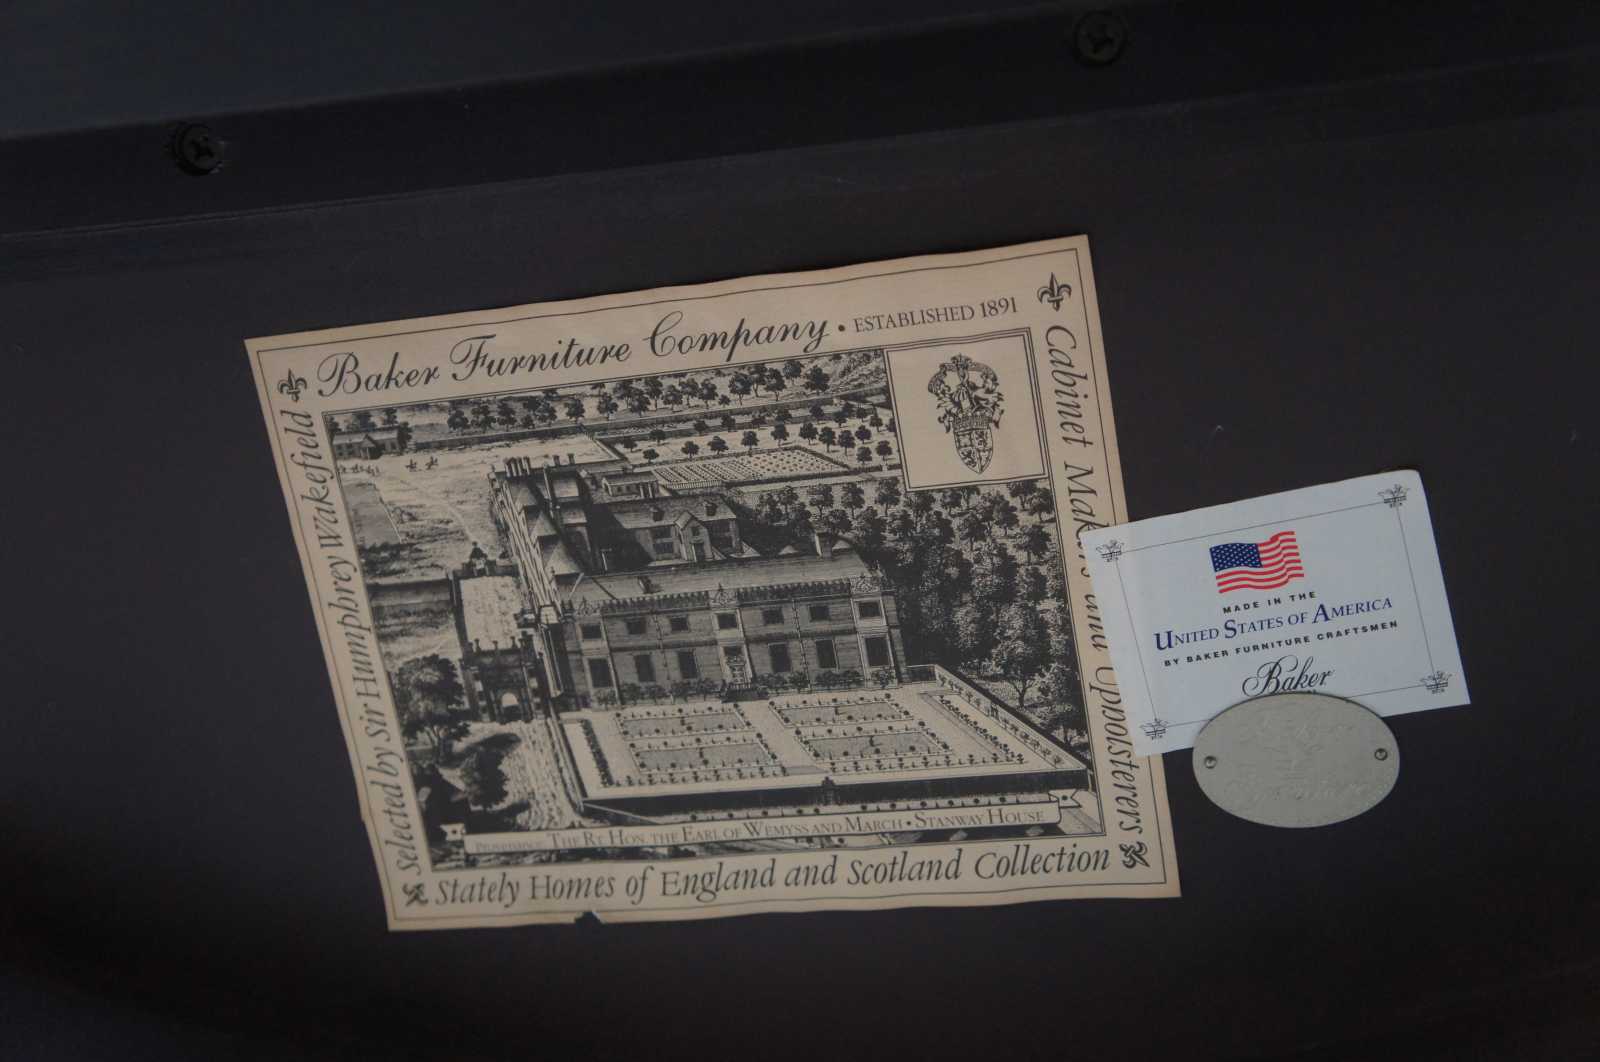 Baker Furniture Company • ESTABLISHED 1891
Cabinet Makers and Upholsterers
Selected by Sir Humphrey Wakefield
Provenance: THE RT HON. THE EARL OF WEMYSS AND MARCH • STANWAY HOUSE
Stately Homes of England and Scotland Collection
MADE IN THE
UNITED STATES OF AMERICA
BY BAKER FURNITURE CRAFTSMEN
Baker